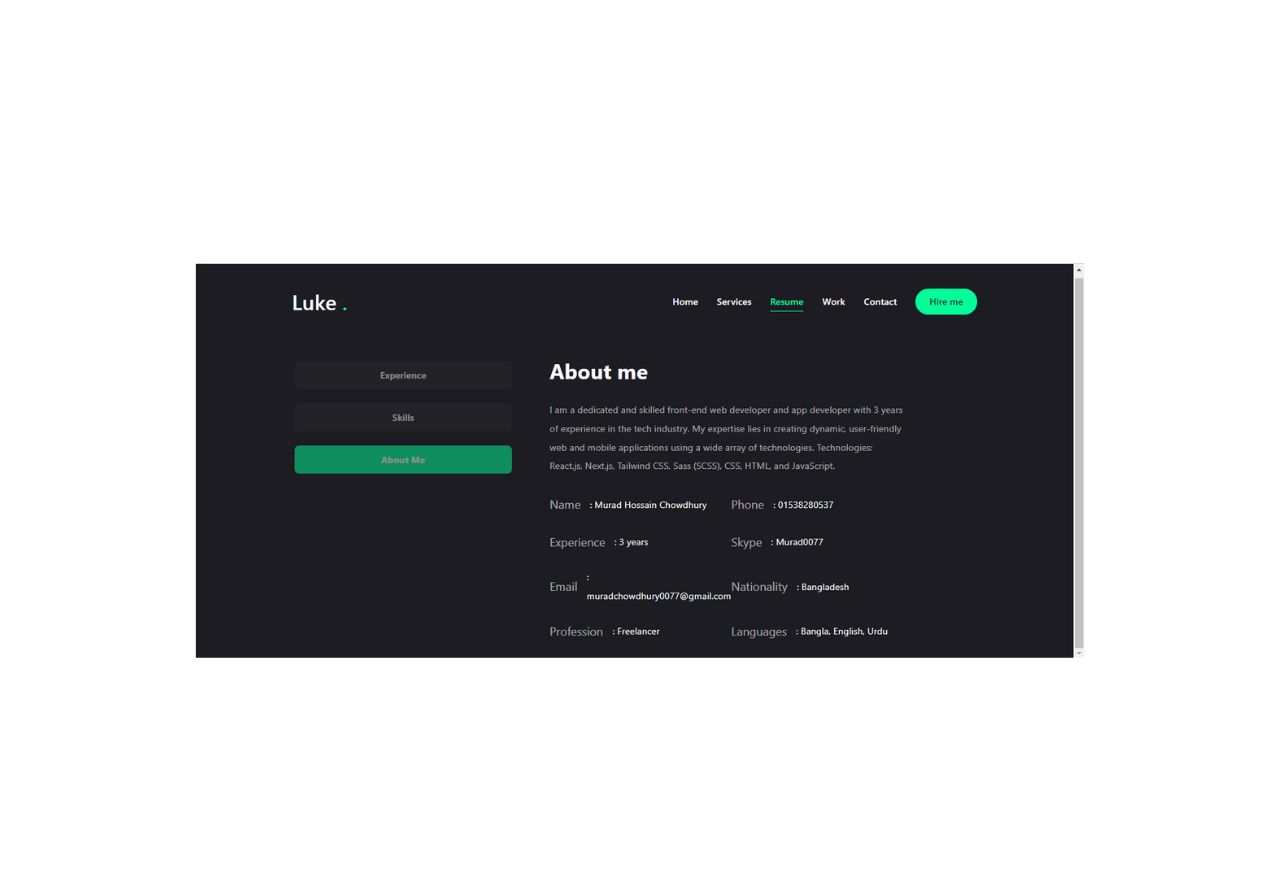 Luke .
Home Services Resume Work Contact Hire me
Experience
Skills
About Me
About me
I am a dedicated and skilled front-end web developer and app developer with 3 years
of experience in the tech industry. My expertise lies in creating dynamic, user-friendly
web and mobile applications using a wide array of technologies. Technologies:
React.js, Next.js, Tailwind CSS, Sass (SCSS), CSS, HTML, and JavaScript.
Name : Murad Hossain Chowdhury Phone : 01538280537
Experience : 3 years Skype : Murad0077
Email : muradchowdhury0077@gmail.com Nationality : Bangladesh
Profession : Freelancer Languages : Bangla, English, Urdu